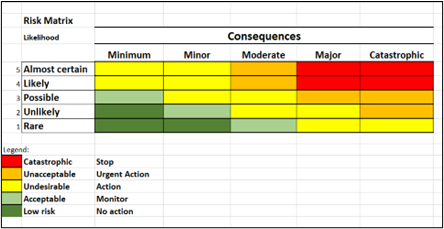 Risk Matrix
Likelihood Consequences
Minimum Minor Moderate Major Catastrophic
5 Almost certain
4 Likely
3 Possible
2 Unlikely
1 Rare
Legend:
Catastrophic Stop
Unacceptable Urgent Action
Undesirable Action
Acceptable Monitor
Low risk No action